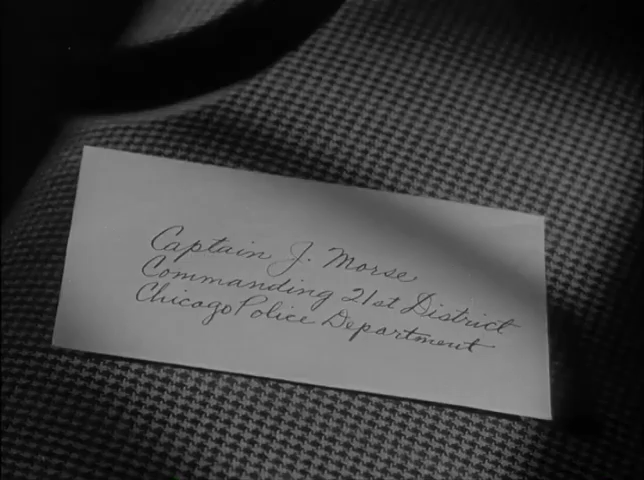 Captain J. Morse
Commanding 21st District
Chicago Police Department